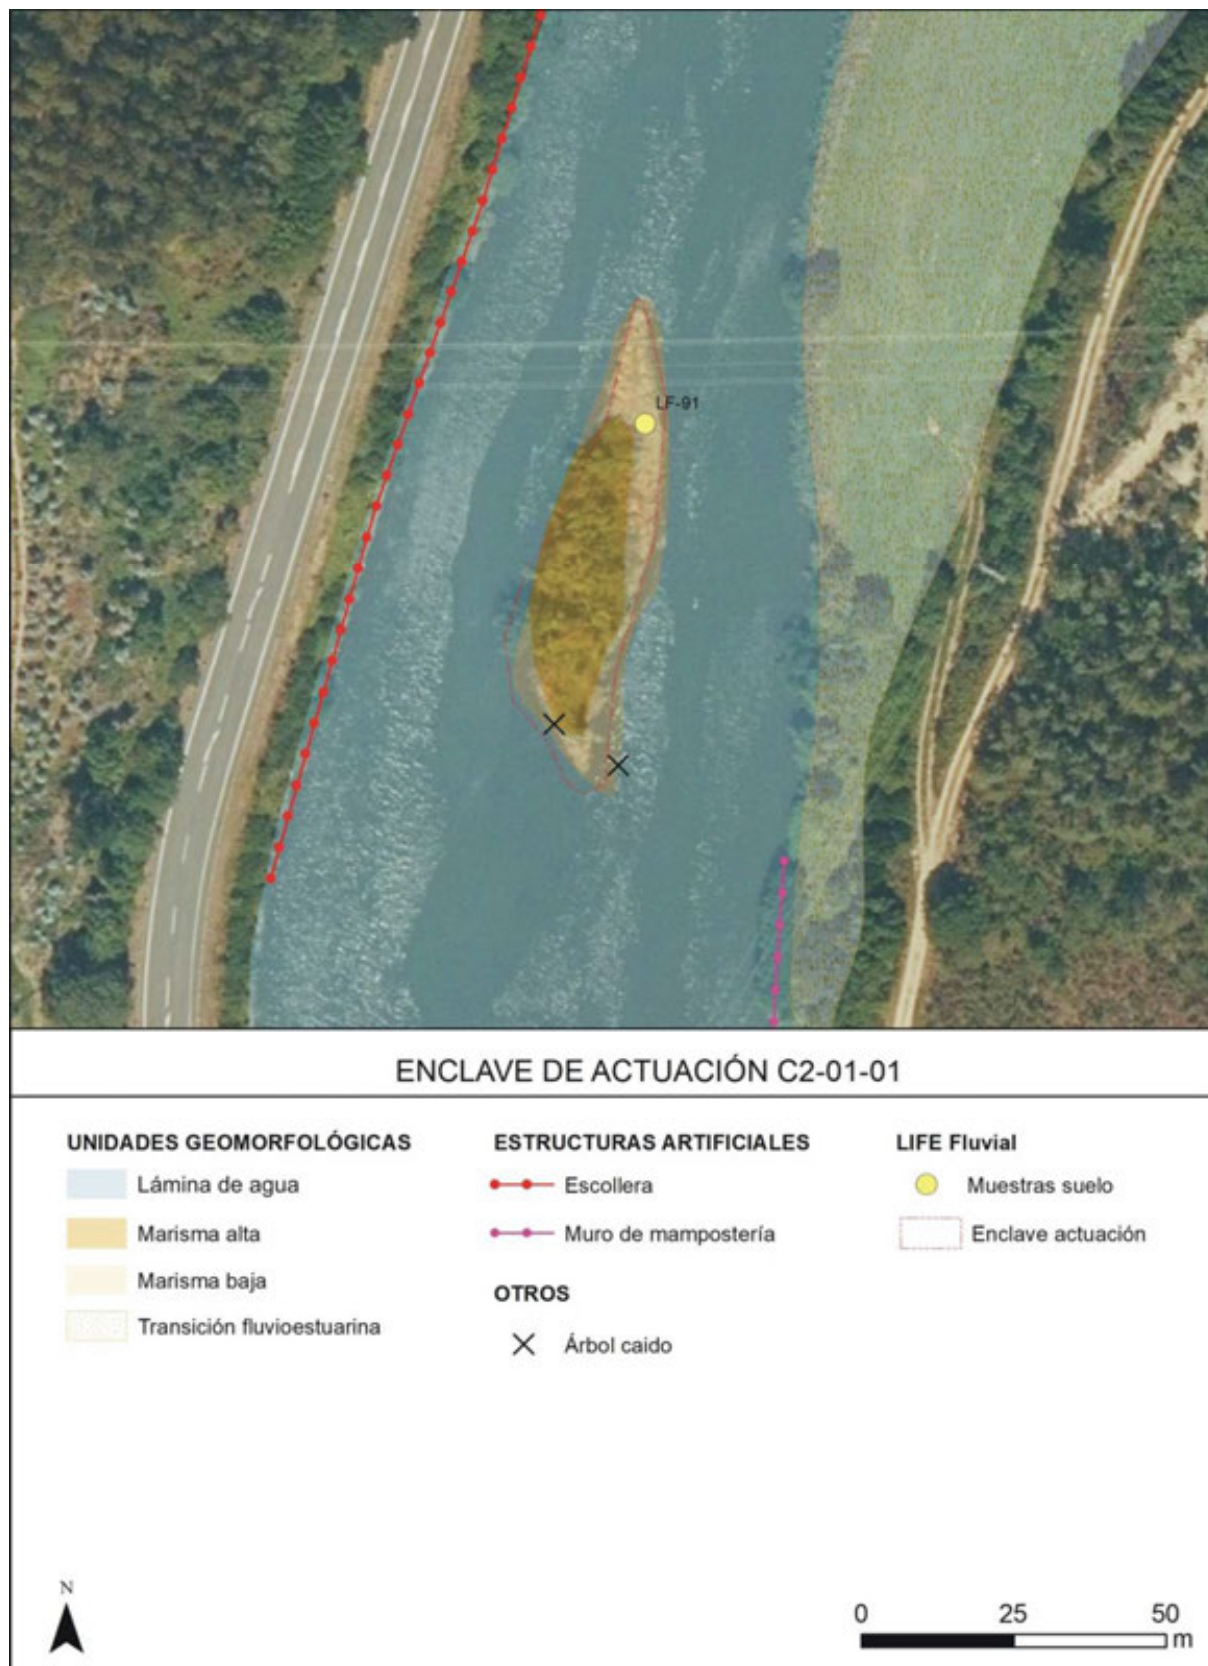 LF-91
ENCLAVE DE ACTUACIÓN C2-01-01
UNIDADES GEOMORFOLÓGICAS
Lámina de agua
Marisma alta
Marisma baja
Transición fluvioestuarina
ESTRUCTURAS ARTIFICIALES
Escollera
Muro de mampostería
OTROS
Árbol caido
LIFE Fluvial
Muestras suelo
Enclave actuación
N
0 25 50
m